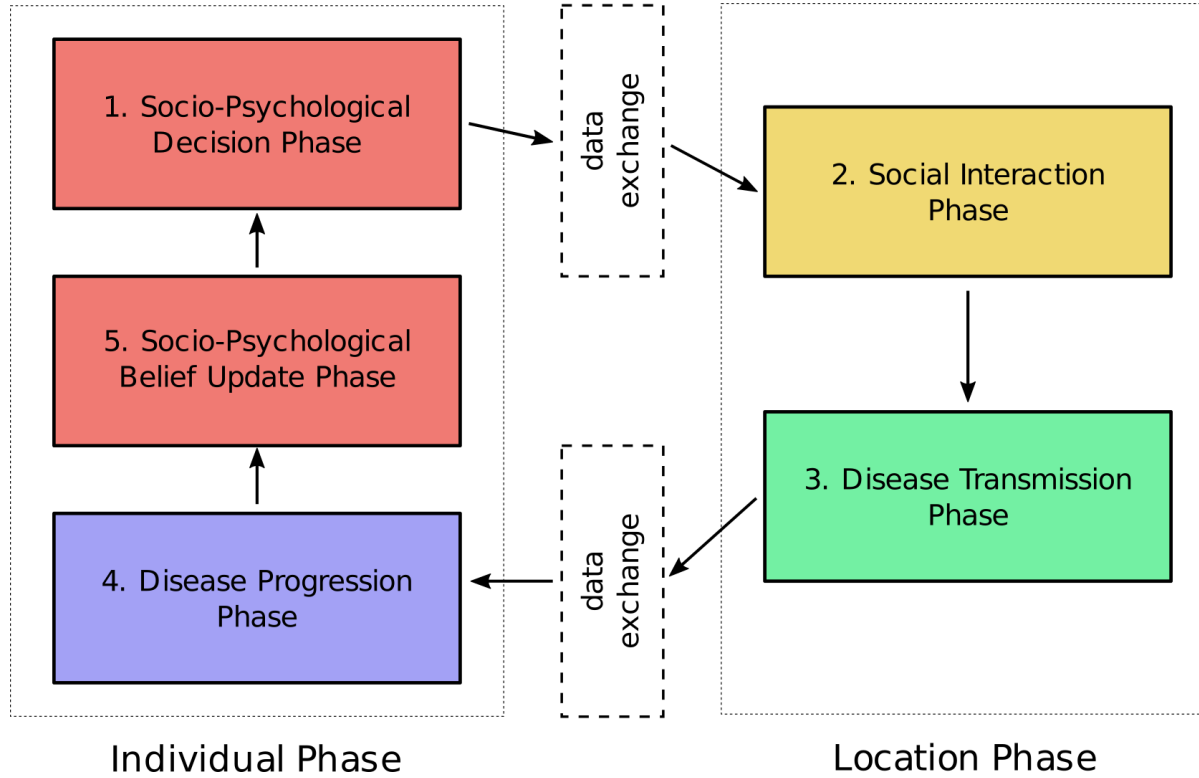 1. Socio-Psychological
Decision Phase
data
exchange
2. Social Interaction
Phase
5. Socio-Psychological
Belief Update Phase
3. Disease Transmission
Phase
data
exchange
4. Disease Progression
Phase
Individual Phase
Location Phase